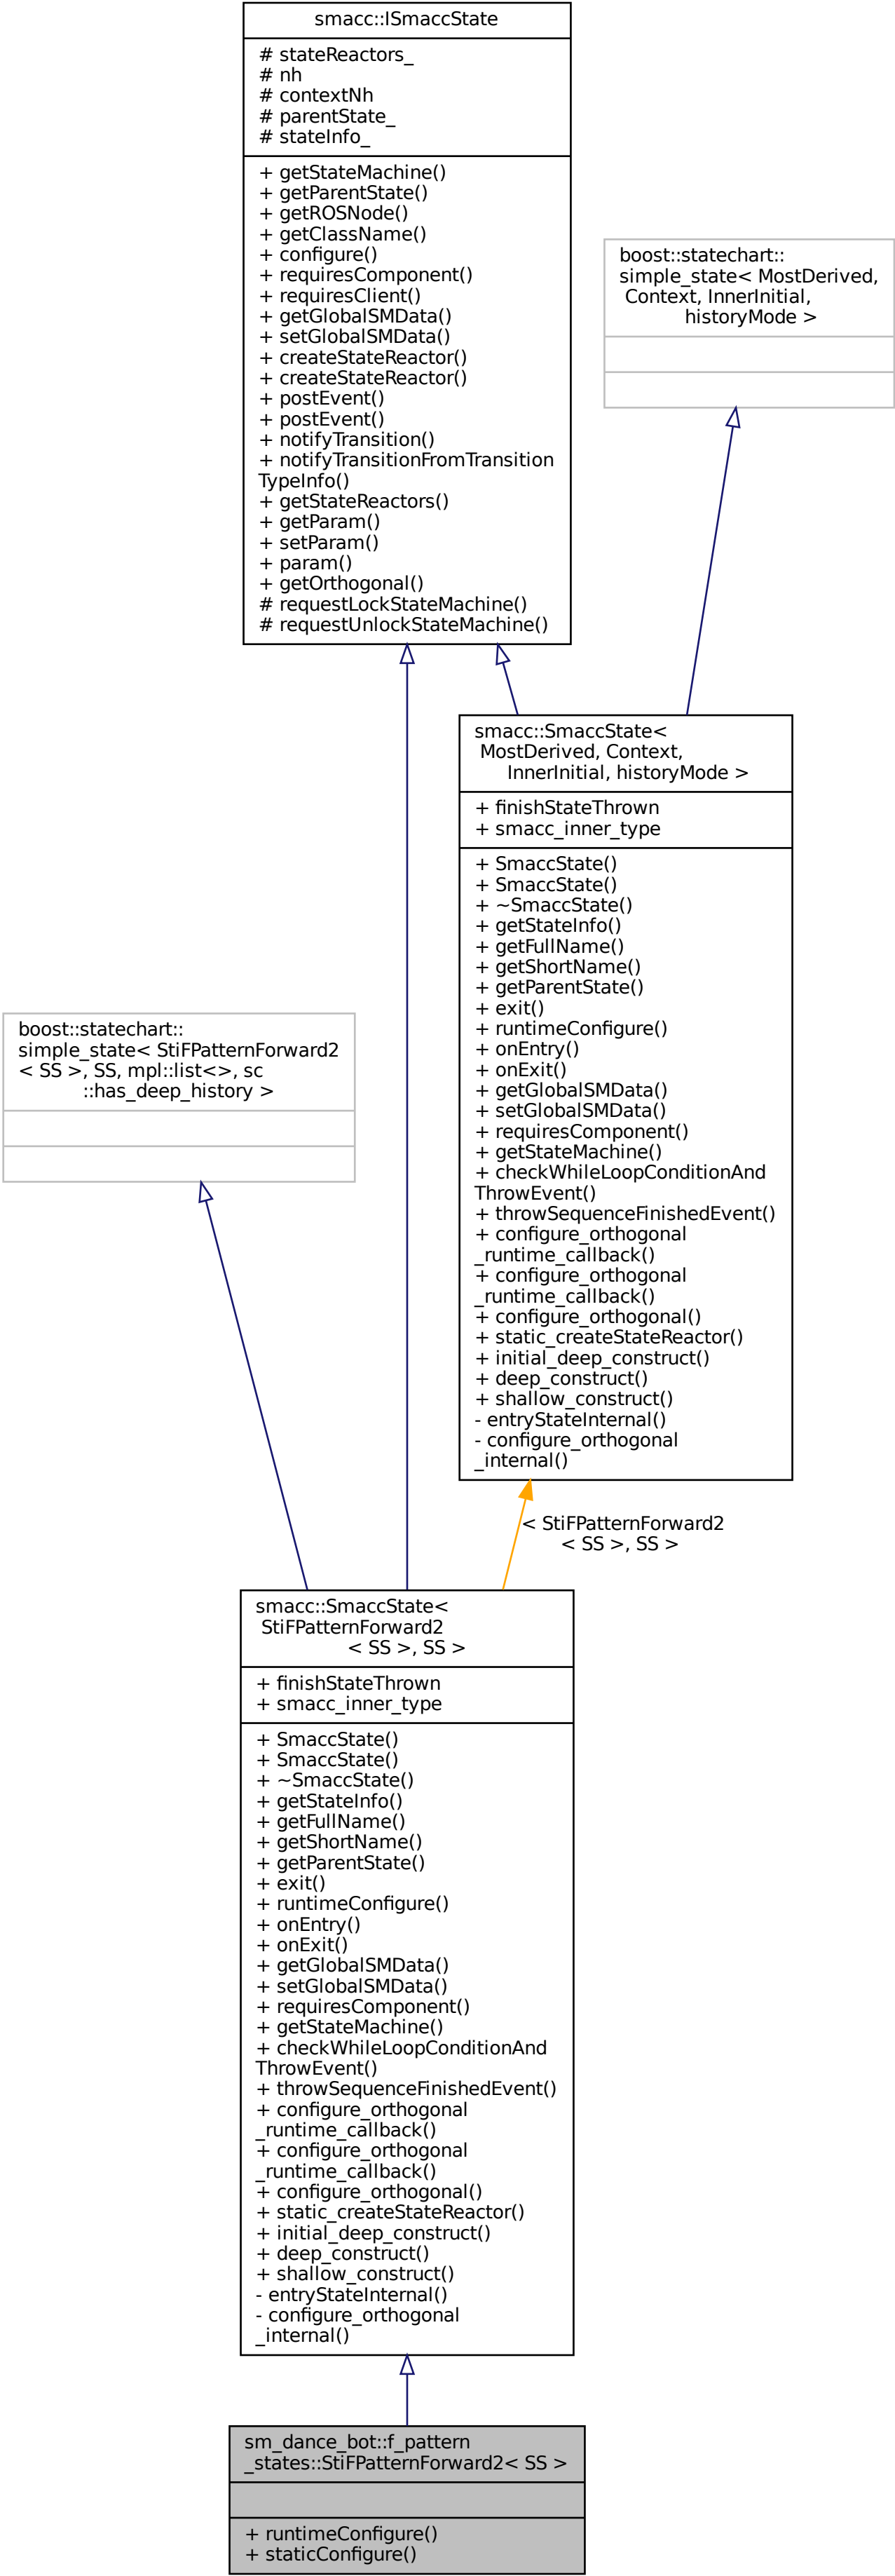 smacc::ISmaccState
# stateReactors_
# nh
# contextNh
# parentState_
# stateInfo_
+ getStateMachine()
+ getParentState()
+ getROSNode()
+ getClassName()
+ configure()
+ requiresComponent()
+ requiresClient()
+ getGlobalSMData()
+ setGlobalSMData()
+ createStateReactor()
+ createStateReactor()
+ postEvent()
+ postEvent()
+ notifyTransition()
+ notifyTransitionFromTransition
TypeInfo()
+ getStateReactors()
+ getParam()
+ setParam()
+ param()
+ getOrthogonal()
# requestLockStateMachine()
# requestUnlockStateMachine()
boost::statechart::
simple_state< MostDerived,
Context, InnerInitial,
historyMode >
smacc::SmaccState<
MostDerived, Context,
InnerInitial, historyMode >
+ finishStateThrown
+ smacc_inner_type
+ SmaccState()
+ SmaccState()
+ ~SmaccState()
+ getStateInfo()
+ getFullName()
+ getShortName()
+ getParentState()
+ exit()
+ runtimeConfigure()
+ onEntry()
+ onExit()
+ getGlobalSMData()
+ setGlobalSMData()
+ requiresComponent()
+ getStateMachine()
+ checkWhileLoopConditionAnd
ThrowEvent()
+ throwSequenceFinishedEvent()
+ configure_orthogonal
_runtime_callback()
+ configure_orthogonal
_runtime_callback()
+ configure_orthogonal()
+ static_createStateReactor()
+ initial_deep_construct()
+ deep_construct()
+ shallow_construct()
- entryStateInternal()
- configure_orthogonal
_internal()
boost::statechart::
simple_state< StiFPatternForward2
< SS >, SS, mpl::list<>, sc
::has_deep_history >
< StiFPatternForward2
< SS >, SS >
smacc::SmaccState<
StiFPatternForward2
< SS >, SS >
+ finishStateThrown
+ smacc_inner_type
+ SmaccState()
+ SmaccState()
+ ~SmaccState()
+ getStateInfo()
+ getFullName()
+ getShortName()
+ getParentState()
+ exit()
+ runtimeConfigure()
+ onEntry()
+ onExit()
+ getGlobalSMData()
+ setGlobalSMData()
+ requiresComponent()
+ getStateMachine()
+ checkWhileLoopConditionAnd
ThrowEvent()
+ throwSequenceFinishedEvent()
+ configure_orthogonal
_runtime_callback()
+ configure_orthogonal
_runtime_callback()
+ configure_orthogonal()
+ static_createStateReactor()
+ initial_deep_construct()
+ deep_construct()
+ shallow_construct()
- entryStateInternal()
- configure_orthogonal
_internal()
sm_dance_bot::f_pattern
_states::StiFPatternForward2< SS >
+ runtimeConfigure()
+ staticConfigure()